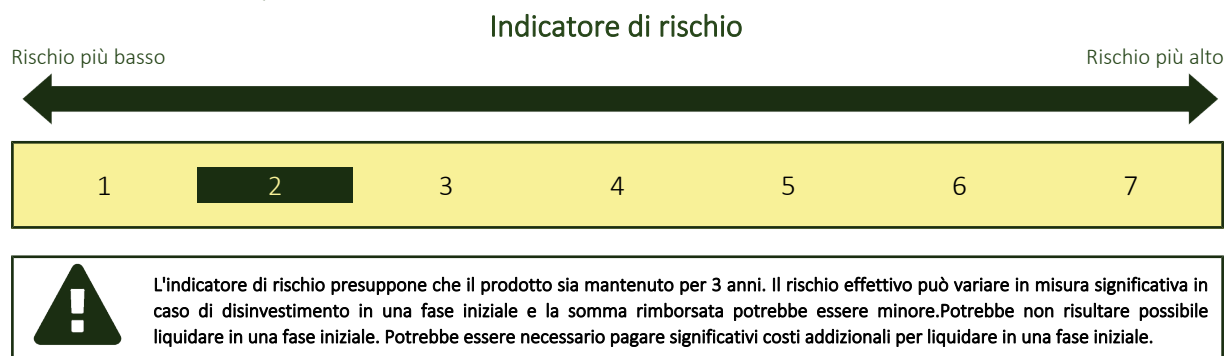 Indicatore di rischio
Rischio più basso
Rischio più alto
1 2 3 4 5 6 7
L'indicatore di rischio presuppone che il prodotto sia mantenuto per 3 anni. Il rischio effettivo può variare in misura significativa in
caso di disinvestimento in una fase iniziale e la somma rimborsata potrebbe essere minore.Potrebbe non risultare possibile
liquidare in una fase iniziale. Potrebbe essere necessario pagare significativi costi addizionali per liquidare in una fase iniziale.